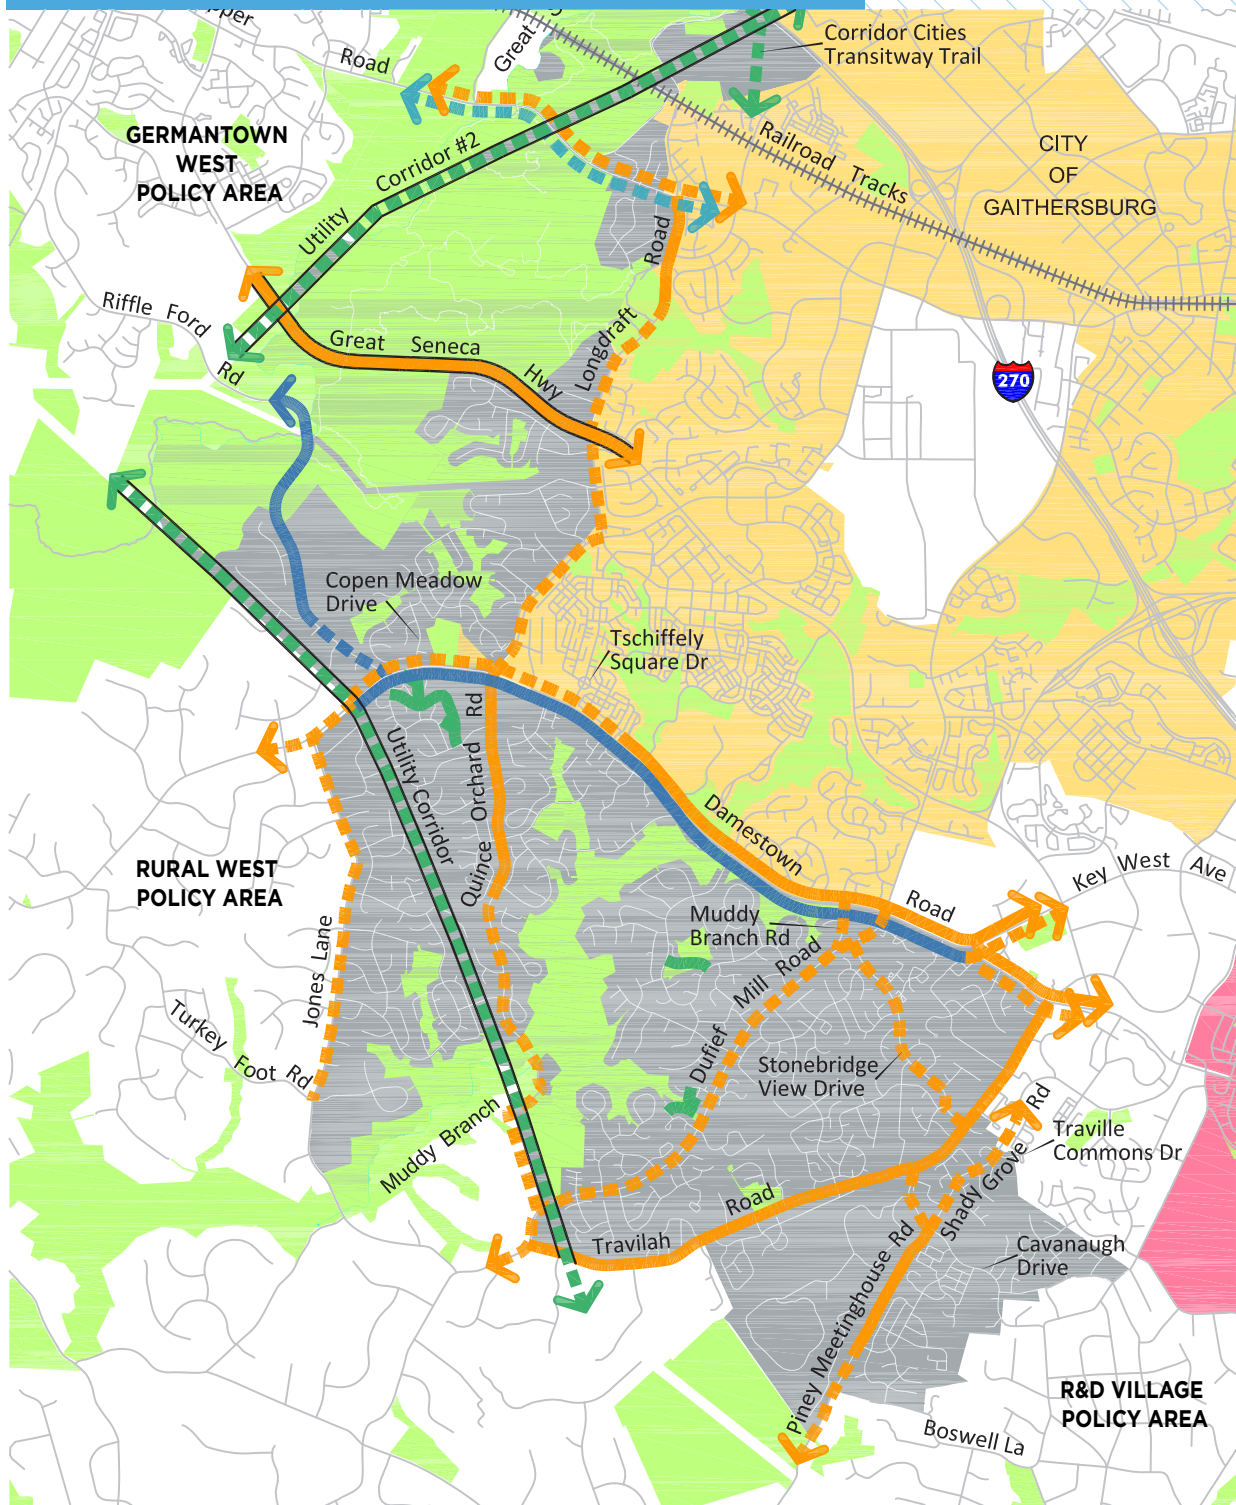 Road
Great
Corridor Cities
Transitway Trail
GERMANTOWN
WEST
POLICY AREA
Railroad Tracks
CITY
OF
GAITHERSBURG
Utility Corridor #2
Riffle Ford
Rd
Great Seneca
Hwy
Longdraft Road
270
Copen Meadow
Drive
Tschiffely
Square Dr
Utility Corridor
Quince Orchard Rd
Damestown Road
Key West Ave
RURAL WEST
POLICY AREA
Muddy
Branch Rd
Jones Lane
Dufief Mill Road
Turkey Foot Rd
Stonebridge
View Drive
Muddy Branch
Traville
Commons Dr
Shady Grove Rd
Travilah Road
Cavanaugh
Drive
Piney Meetinghouse Rd
R&D VILLAGE
POLICY AREA
Boswell La